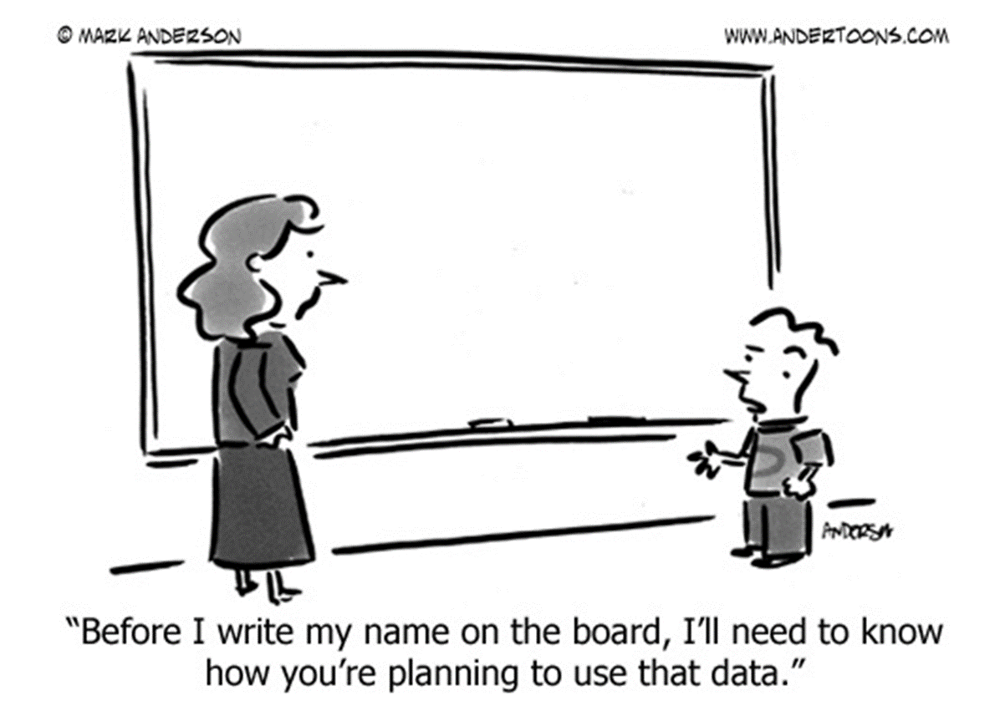 © MARK ANDERSON
WWW.ANDERTOONS.COM
ANDERSON
“Before I write my name on the board, I’ll need to know
how you’re planning to use that data.”